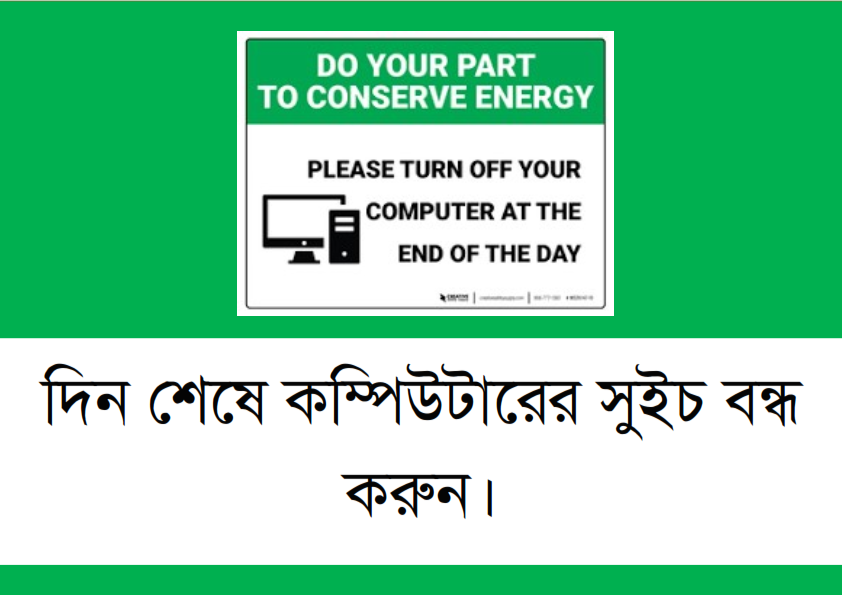 DO YOUR PART
TO CONSERVE ENERGY
PLEASE TURN OFF YOUR
COMPUTER AT THE
END OF THE DAY
CREATIVE
দিন শেষে কম্পিউটারের সুইচ বন্ধ
করুন।